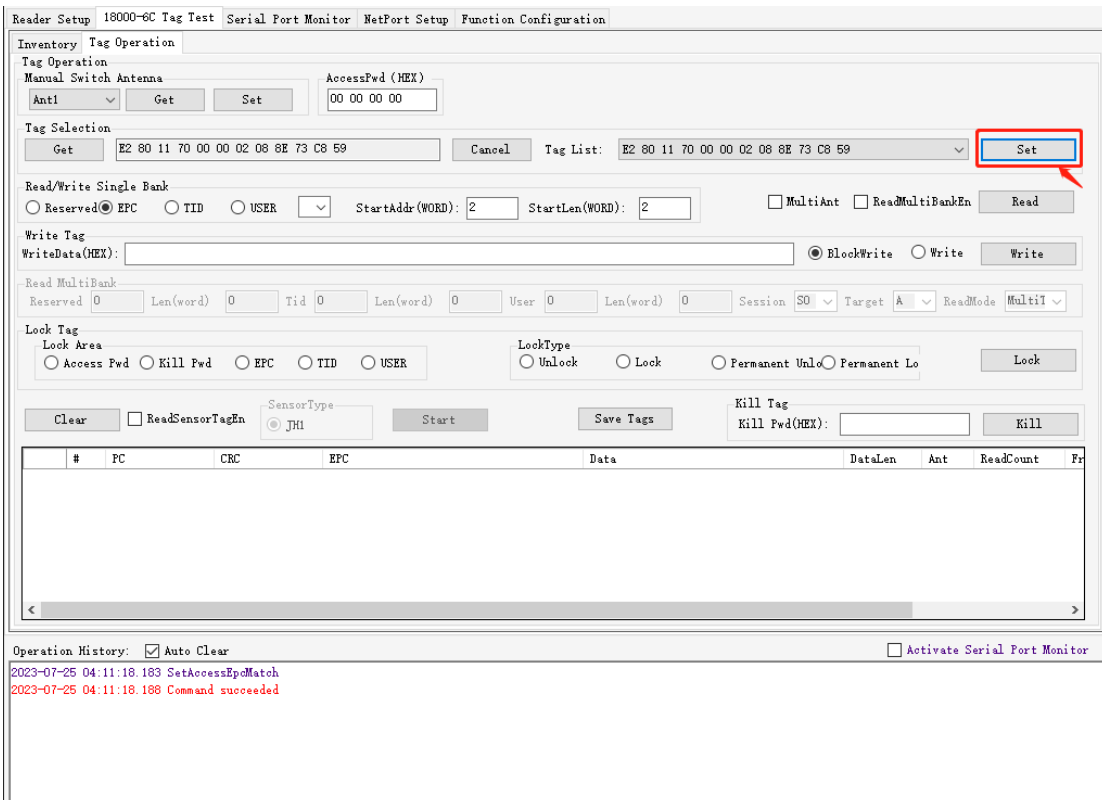 Reader Setup 18000-6C Tag Test Serial Port Monitor NetPort Setup Function Configuration
Inventory Tag Operation
Tag Operation
Manual Switch Antenna AccessPwd (HEX)
Ant1 Get Set 00 00 00 00
Tag Selection
Get E2 80 11 70 00 00 02 08 8E 73 C8 59 Cancel Tag List: E2 80 11 70 00 00 02 08 8E 73 C8 59 Set
Read/Write Single Bank
Reserved EPC TID USER StartAddr(WORD): 2 StartLen(WORD): 2 MultiAnt ReadMultiBankEn Read
Write Tag
WriteData(HEX): BlockWrite Write Write
Read MultiBank
Reserved 0 Len(word) 0 Tid 0 Len(word) 0 User 0 Len(word) 0 Session S0 Target A ReadMode MultiT
Lock Tag
Lock Area LockType
Access Pwd Kill Pwd EPC TID USER Unlock Lock Permanent Unlo Permanent Lo Lock
SensorType Kill Tag
Clear ReadSensorTagEn JH1 Start Save Tags Kill Pwd(HEX): Kill
# PC CRC EPC Data DataLen Ant ReadCount Fr
Operation History: Auto Clear Activate Serial Port Monitor
2023-07-25 04:11:18.183 SetAccessEpcMatch
2023-07-25 04:11:18.188 Command succeeded